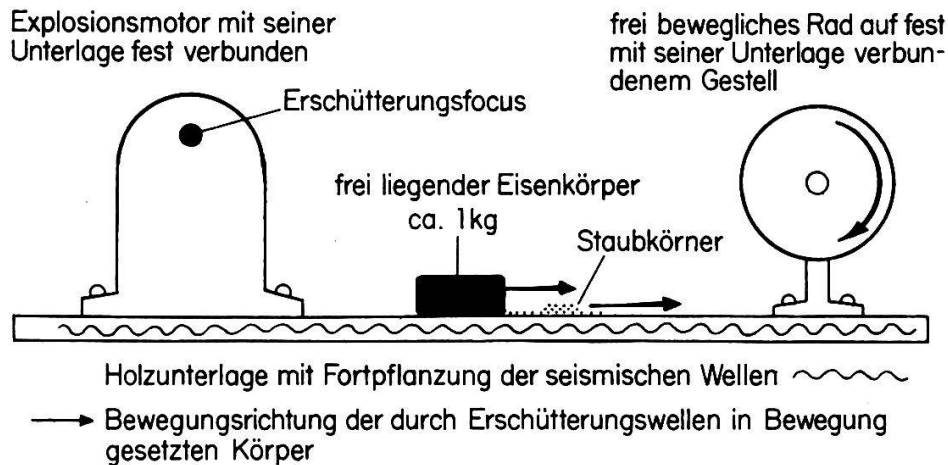 Explosionsmotor mit seiner
Unterlage fest verbunden
frei bewegliches Rad auf fest
mit seiner Unterlage verbun-
denem Gestell
Erschütterungsfocus
frei liegender Eisenkörper
ca. 1kg
Staubkörner
Holzunterlage mit Fortpflanzung der seismischen Wellen
Bewegungsrichtung der durch Erschütterungswellen in Bewegung
gesetzten Körper